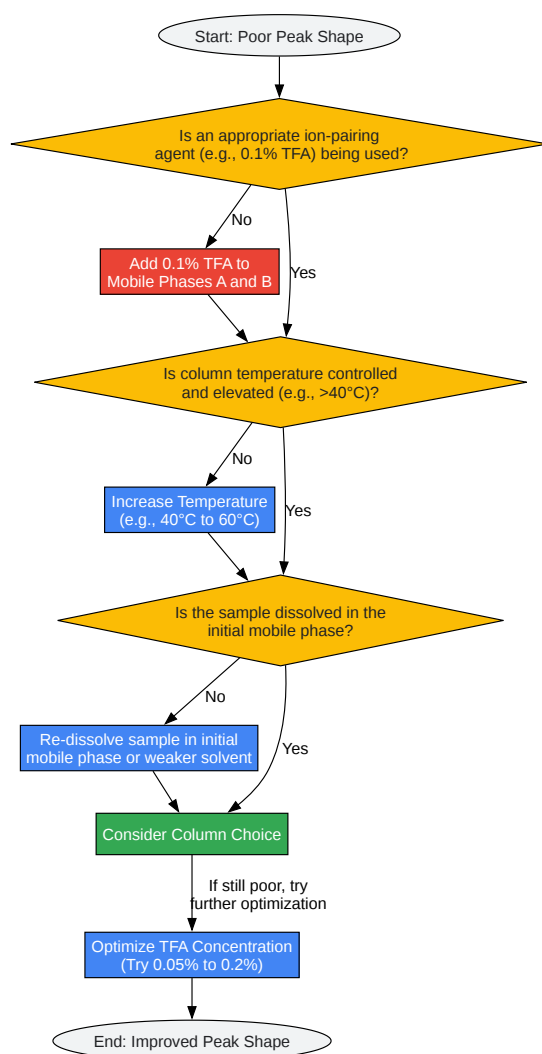 Start: Poor Peak Shape
Is an appropriate ion-pairing
agent (e.g., 0.1% TFA) being used?
No
Add 0.1% TFA to
Mobile Phases A and B
Yes
Is column temperature controlled
and elevated (e.g., >40°C)?
No
Increase Temperature
(e.g., 40°C to 60°C)
Yes
Is the sample dissolved in the
initial mobile phase?
No
Re-dissolve sample in initial
mobile phase or weaker solvent
Yes
Consider Column Choice
If still poor, try
further optimization
Optimize TFA Concentration
(Try 0.05% to 0.2%)
End: Improved Peak Shape